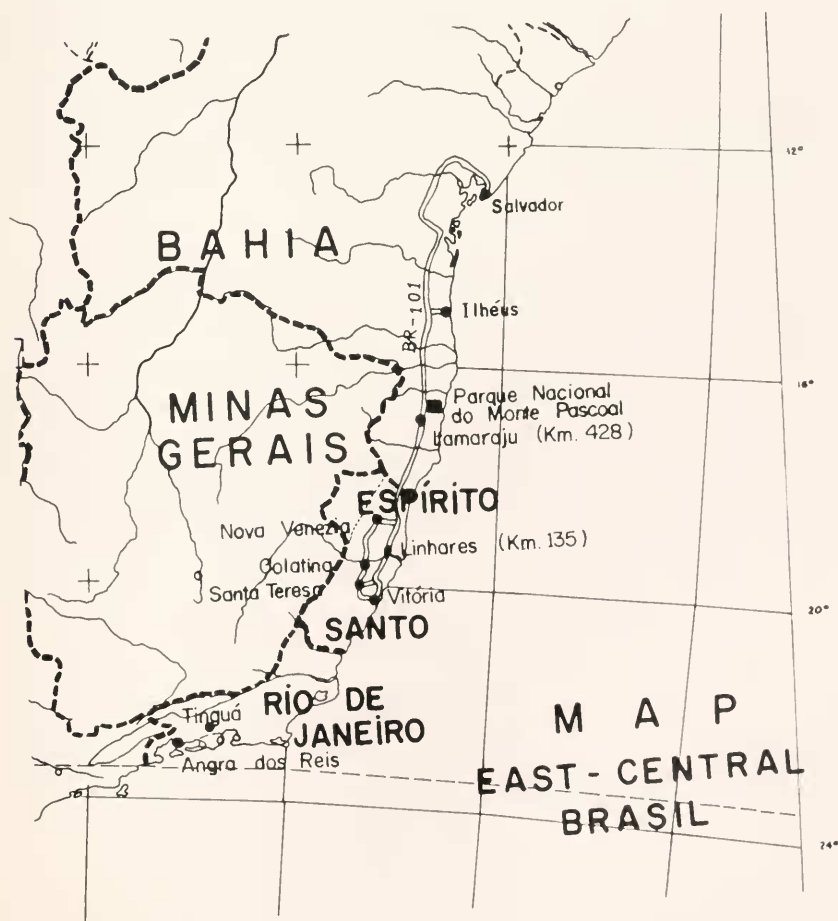 12°
Salvador
BAHIA
BR-101
Ilhéus
16°
Parque Nacional
do Monte Pascoal
MINAS
GERAIS
Itamaraju (Km. 428)
ESPÍRITO
Nova Venezia
Linhares (Km. 135)
Colatina
Santa Teresa
Vitória
20°
SANTO
RIO DE
JANEIRO
Tinguá
Angra dos Reis
MAP
EAST-CENTRAL
BRASIL
24°